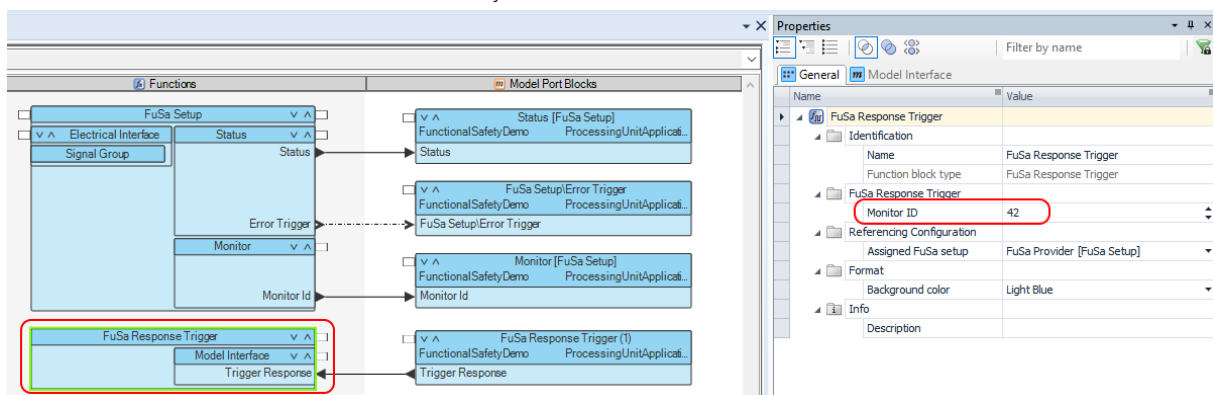 Properties
Filter by name
General
Model Interface
Name
Value
FuSa Response Trigger
Identification
Name
FuSa Response Trigger
Function block type
FuSa Response Trigger
FuSa Response Trigger
Monitor ID
42
Referencing Configuration
Assigned FuSa setup
FuSa Provider [FuSa Setup]
Format
Background color
Light Blue
Info
Description
Functions
Model Port Blocks
FuSa Setup
Electrical Interface
Status
Signal Group
Status
Error Trigger
Monitor
Monitor Id
FuSa Response Trigger
Model Interface
Trigger Response
Status [FuSa Setup]
FunctionalSafetyDemo ProcessingUnitApplicati...
Status
FuSa Setup\Error Trigger
FunctionalSafetyDemo ProcessingUnitApplicati...
FuSa Setup\Error Trigger
Monitor [FuSa Setup]
FunctionalSafetyDemo ProcessingUnitApplicati...
Monitor Id
FuSa Response Trigger (1)
FunctionalSafetyDemo ProcessingUnitApplicati...
Trigger Response